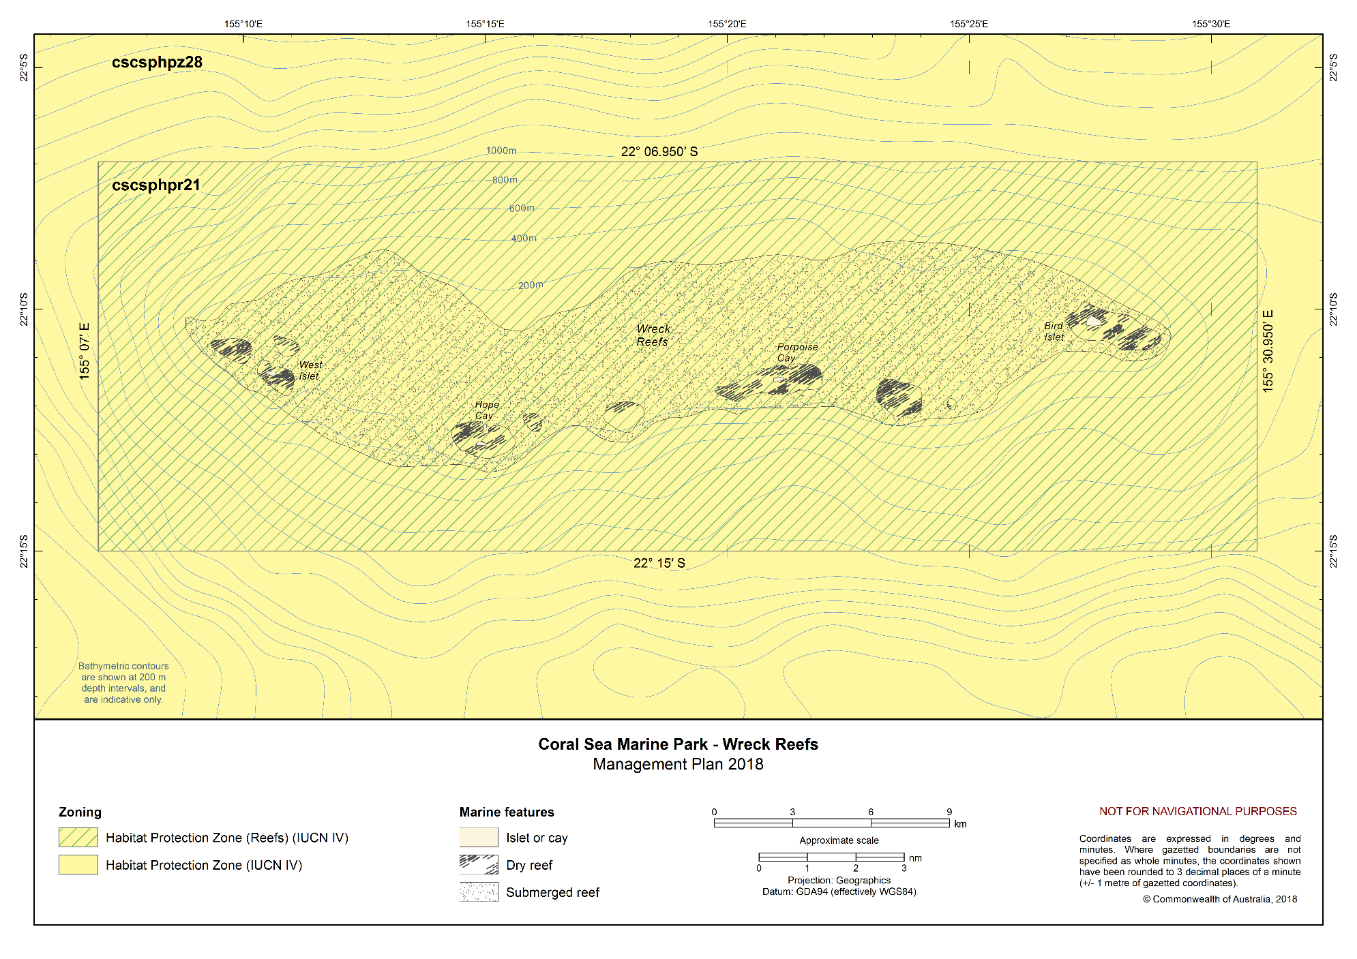 155°10'E
155°15'E
155°20'E
155°25'E
155°30'E
22°5'S
22°5'S
cscsphpz28
1000m
22° 06.950' S
cscsphpr21
800m
600m
400m
200m
22°10'S
22°10'S
155° 07' E
155° 30.950' E
Wreck
Reefs
Bird
Islet
Porpoise
Cay
West
Islet
Hope
Cay
22°15'S
22°15'S
22° 15' S
Bathymetric contours
are shown at 200 m
depth intervals, and
are indicative only.
Coral Sea Marine Park - Wreck Reefs
Management Plan 2018
Zoning
Habitat Protection Zone (Reefs) (IUCN IV)
Habitat Protection Zone (IUCN IV)
Marine features
Islet or cay
Dry reef
Submerged reef
0 3 6 9
km
Approximate scale
nm
0 1 2 3
Projection: Geographics
Datum: GDA94 (effectively WGS84)
NOT FOR NAVIGATIONAL PURPOSES
Coordinates are expressed in degrees and
minutes. Where gazetted boundaries are not
specified as whole minutes, the coordinates shown
have been rounded to 3 decimal places of a minute
(+/- 1 metre of gazetted coordinates).
© Commonwealth of Australia, 2018